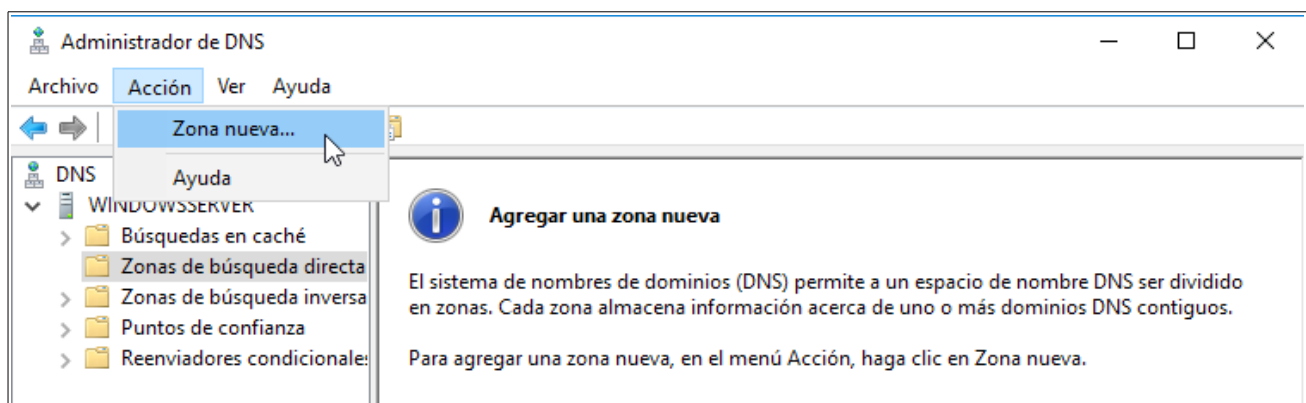 Administrador de DNS
Archivo Acción Ver Ayuda
Zona nueva...
Ayuda
DNS
WINDOWSSERVER
Búsquedas en caché
Zonas de búsqueda directa
Zonas de búsqueda inversa
Puntos de confianza
Reenviadores condicionale
Agregar una zona nueva
El sistema de nombres de dominios (DNS) permite a un espacio de nombre DNS ser dividido
en zonas. Cada zona almacena información acerca de uno o más dominios DNS contiguos.
Para agregar una zona nueva, en el menú Acción, haga clic en Zona nueva.